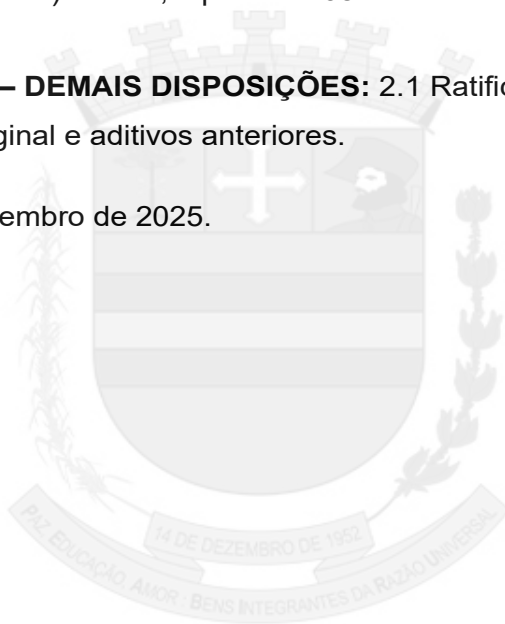 – DEMAIS DISPOSIÇÕES: 2.1 Ratific
ginal e aditivos anteriores.
embro de 2025.
14 DE DEZEMBRO DE 1952
PAZ, EDUCAÇÃO, AMOR : BENS INTEGRANTES DA RAZÃO UNIVERSAL